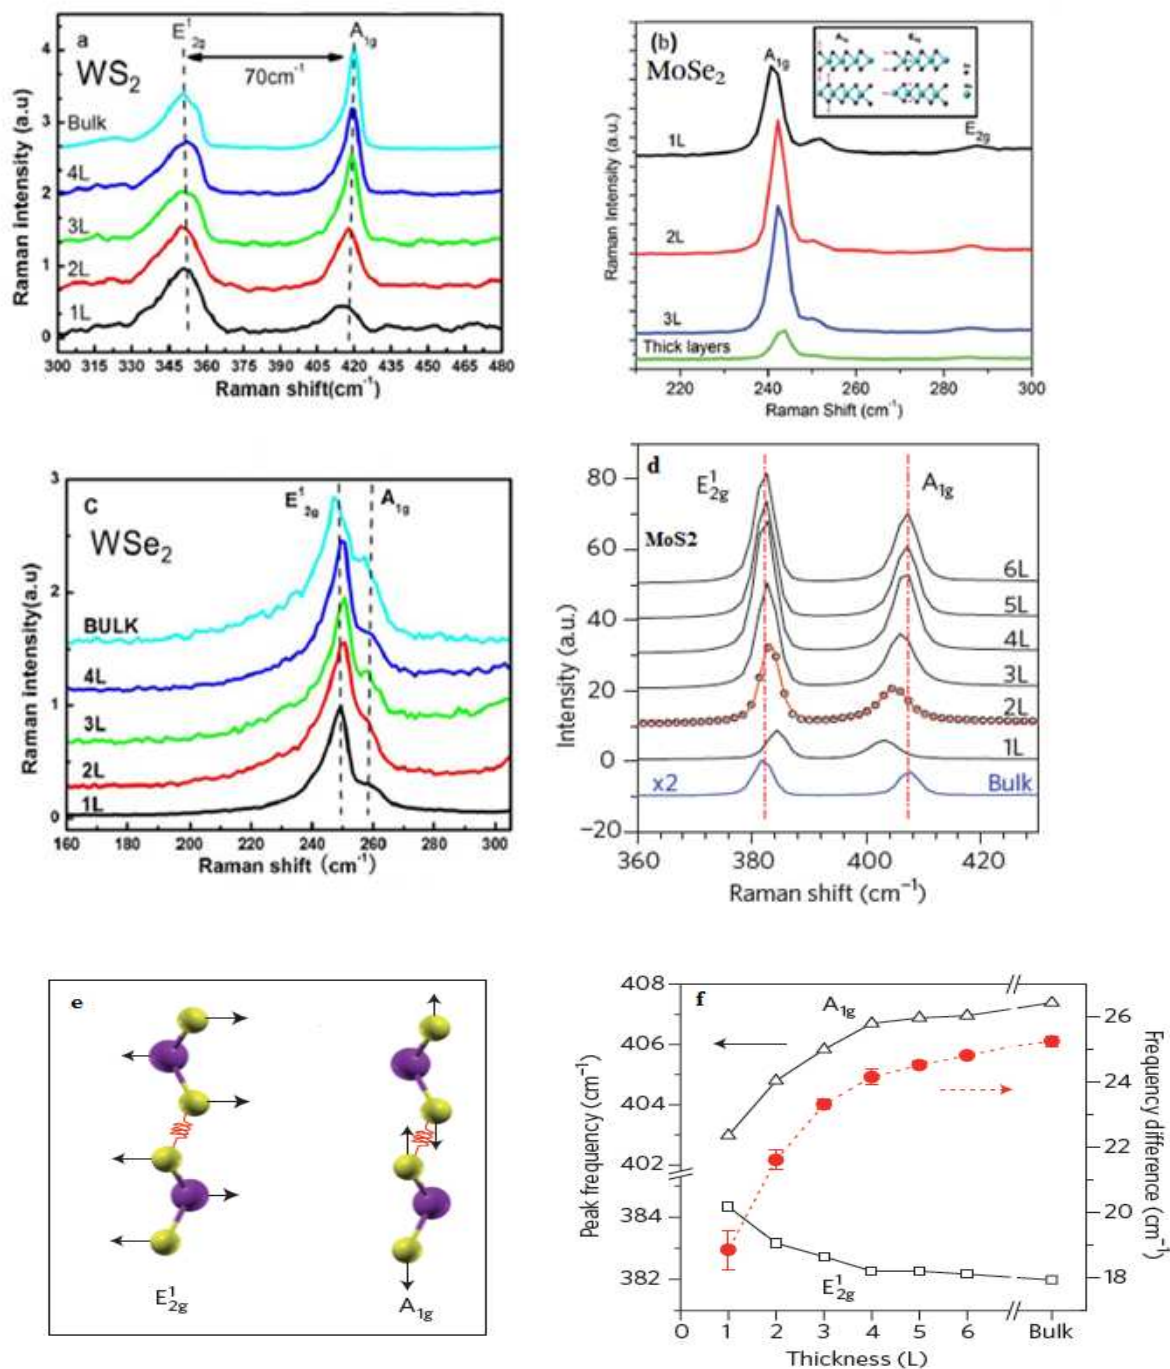 a
WS2
E¹2g
A1g
70cm⁻¹
Bulk
4L
3L
2L
1L
Raman intensity (a.u)
4
3
2
1
0
300 315 330 345 360 375 390 405 420 435 450 465 480
Raman shift(cm⁻¹)
(b)
MoSe2
A1g
E2g
1L
2L
3L
Thick layers
Raman Intensity (a.u.)
220 240 260 280 300
Raman Shift (cm⁻¹)
C
WSe2
E¹2g
A1g
BULK
4L
3L
2L
1L
Raman intensity(a.u)
3
2
1
0
160 200 220 240 260 280 300
Raman shift (cm⁻¹)
d
MoS2
E¹2g
A1g
6L
5L
4L
3L
2L
1L
x2
Bulk
Intensity (a.u.)
80
60
40
20
0
−20
360 380 400 420
Raman shift (cm⁻¹)
e
E¹2g
A1g
f
A1g
E¹2g
Peak frequency (cm⁻¹)
408
406
404
402
384
382
Frequency difference (cm⁻¹)
26
24
22
20
18
0 1 2 3 4 5 6 Bulk
Thickness (L)